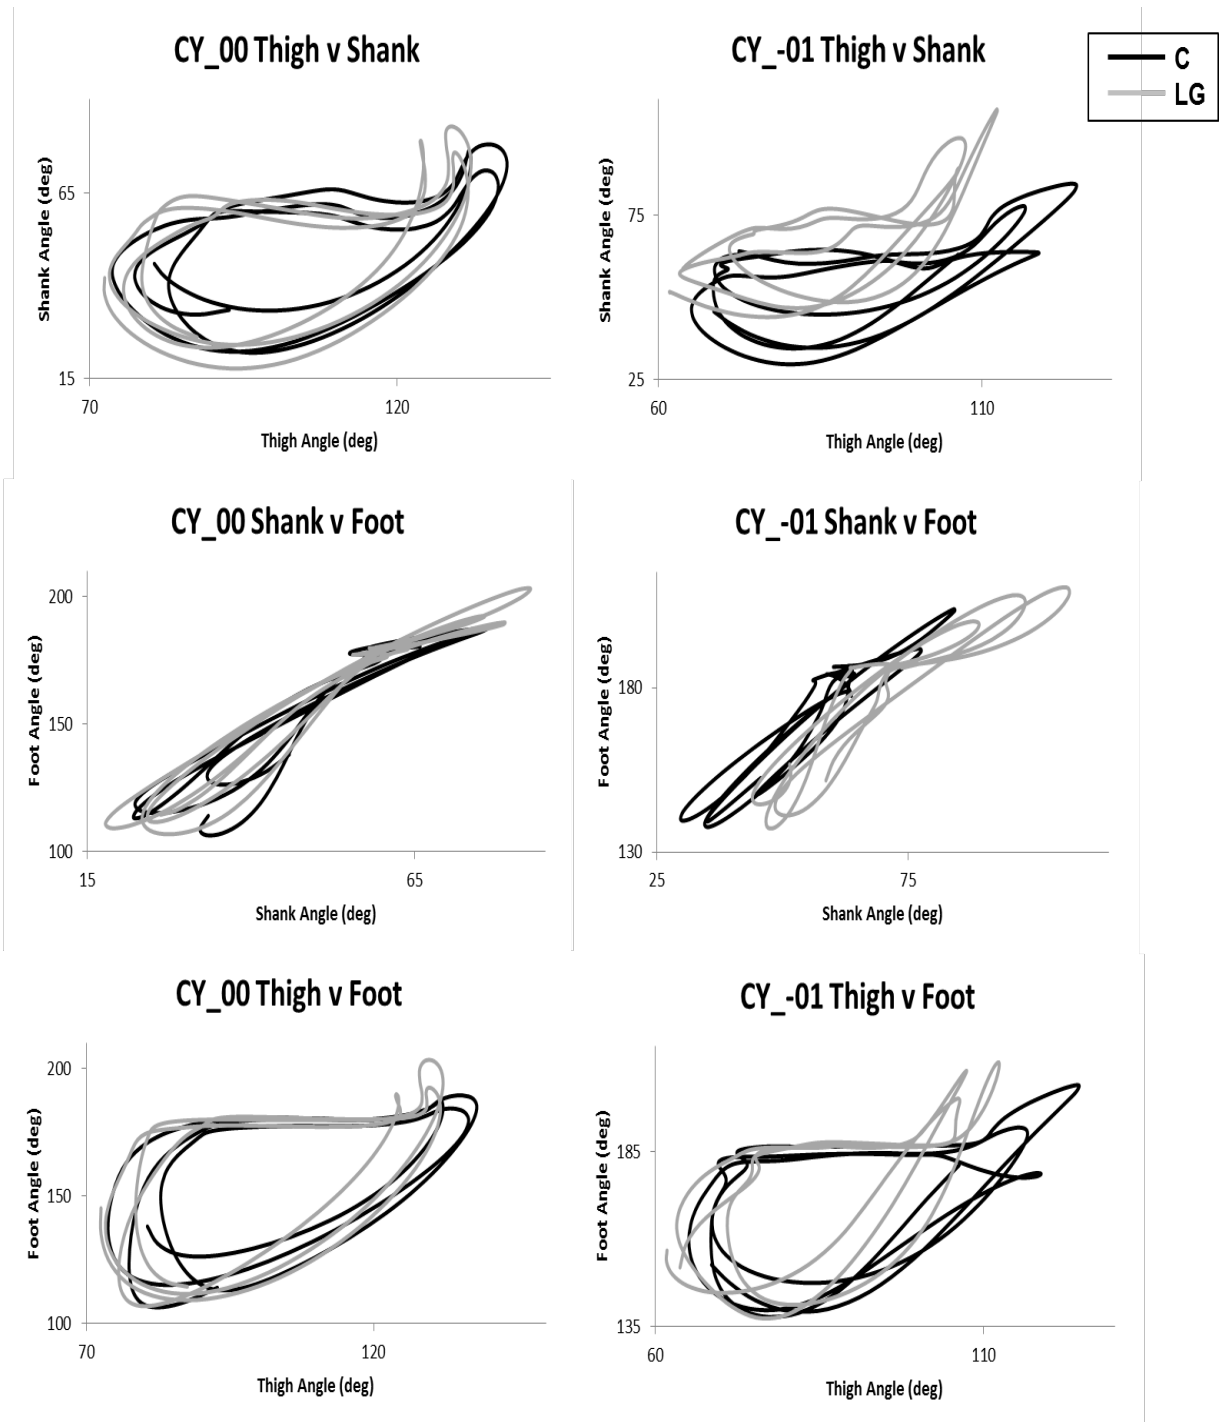 CY_00 Thigh v Shank
Shank Angle (deg)
65
15
70
120
Thigh Angle (deg)
CY_-01 Thigh v Shank
C
LG
Shank Angle (deg)
75
25
60
110
Thigh Angle (deg)
CY_00 Shank v Foot
Foot Angle (deg)
200
150
100
15
65
Shank Angle (deg)
CY_-01 Shank v Foot
Foot Angle (deg)
180
130
25
75
Shank Angle (deg)
CY_00 Thigh v Foot
Foot Angle (deg)
200
150
100
70
120
Thigh Angle (deg)
CY_-01 Thigh v Foot
Foot Angle (deg)
185
135
60
110
Thigh Angle (deg)